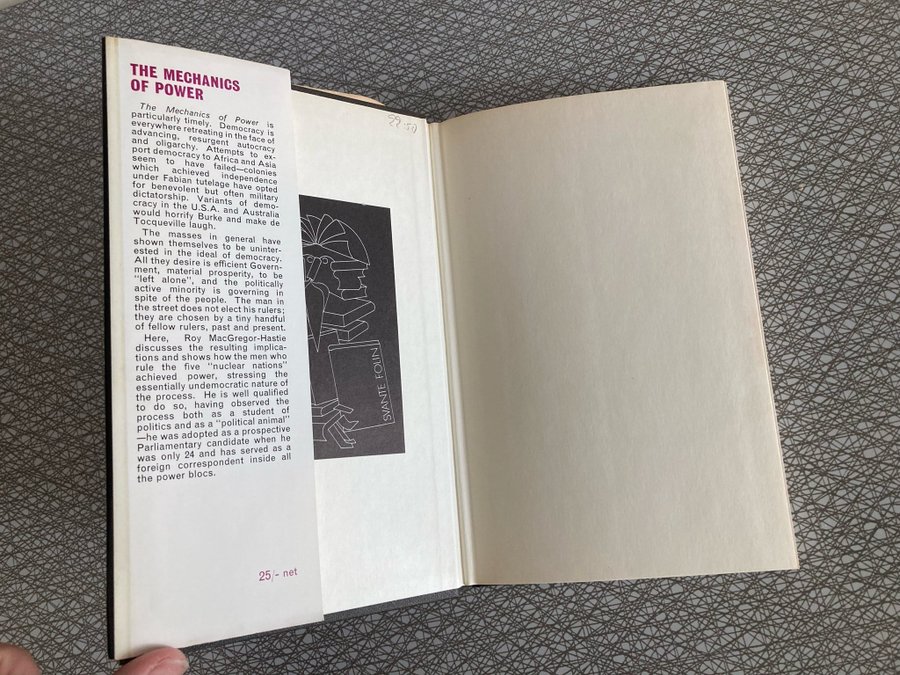 THE MECHANICS
OF POWER
The Mechanics of Power is
particularly timely. Democracy is
everywhere retreating in the face of
advancing, resurgent autocracy
and oligarchy. Attempts to ex-
port democracy to Africa and Asia
seem to have failed—colonies
which achieved independence
under Fabian tutelage have opted
for benevolent but often military
dictatorship. Variants of demo-
cracy in the U.S.A. and Australia
would horrify Burke and make de
Tocqueville laugh.
The masses in general have
shown themselves to be uninter-
ested in the ideal of democracy.
All they desire is efficient Govern-
ment, material prosperity, to be
"left alone", and the politically
active minority is governing in
spite of the people. The man in
the street does not elect his rulers;
they are chosen by a tiny handful
of fellow rulers, past and present.
Here, Roy MacGregor-Hastie
discusses the resulting implica-
tions and shows how the men who
rule the five "nuclear nations"
achieved power, stressing the
essentially undemocratic nature of
the process. He is well qualified
to do so, having observed the
process both as a student of
politics and as a "political animal"
—he was adopted as a prospective
Parliamentary candidate when he
was only 24 and has served as a
foreign correspondent inside all
the power blocs.
25/- net
SVANTE FOLIN